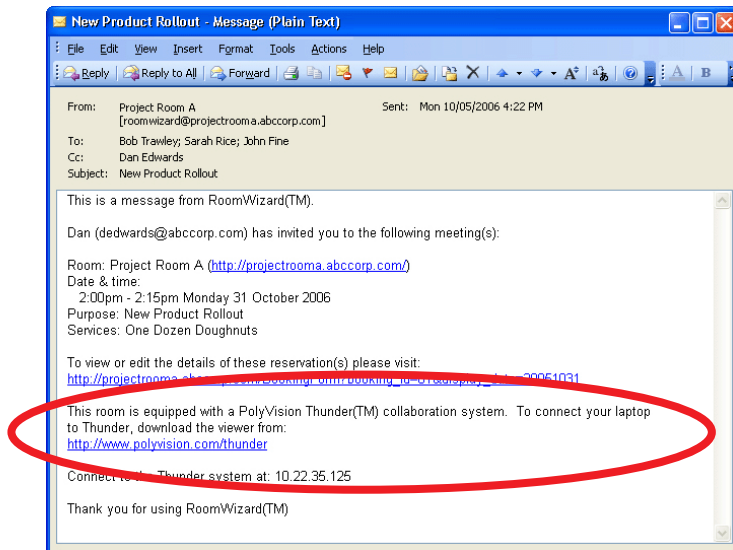 New Product Rollout - Message (Plain Text)
File Edit View Insert Format Tools Actions Help
Reply Reply to All Forward A B
From: Project Room A Sent: Mon 10/05/2006 4:22 PM
[roomwizard@projectrooma.abccorp.com]
To: Bob Trawley; Sarah Rice; John Fine
Cc: Dan Edwards
Subject: New Product Rollout
This is a message from RoomWizard(TM).
Dan (dedwards@abccorp.com) has invited you to the following meeting(s):
Room: Project Room A (http://projectrooma.abccorp.com/)
Date & time:
2:00pm - 2:15pm Monday 31 October 2006
Purpose: New Product Rollout
Services: One Dozen Doughnuts
To view or edit the details of these reservation(s) please visit:
http://projectrooma.abccorp.com/
This room is equipped with a PolyVision Thunder(TM) collaboration system. To connect your laptop
to Thunder, download the viewer from:
http://www.polyvision.com/thunder
Connect to the Thunder system at: 10.22.35.125
Thank you for using RoomWizard(TM)